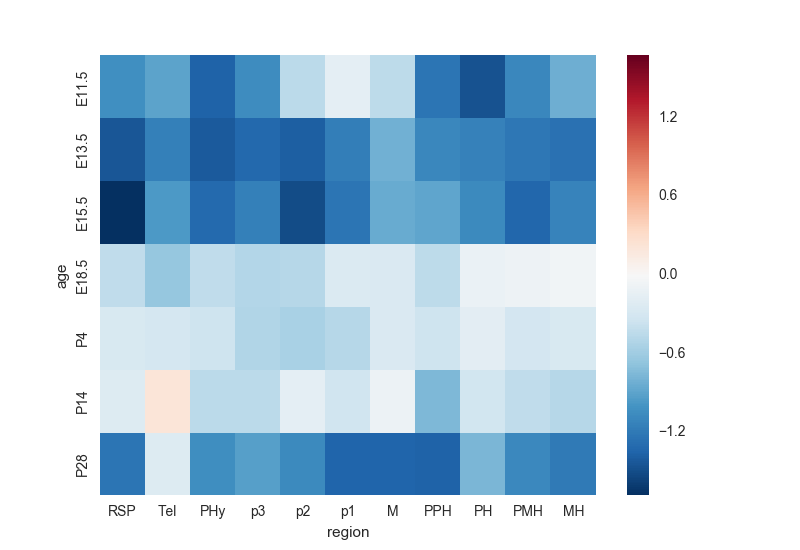 E11.5
E13.5
E15.5
E18.5
P4
P14
P28
age
RSP Tel PHy p3 p2 p1 M PPH PH PMH MH
region
1.2
0.6
0.0
−0.6
−1.2